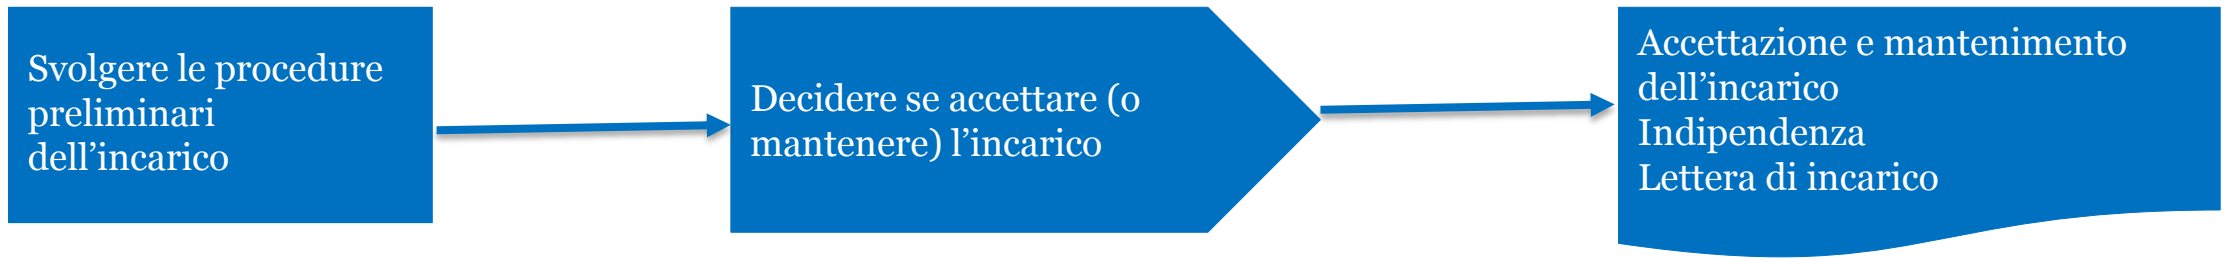 Svolgere le procedure
preliminari
dell’incarico
Decidere se accettare (o
mantenere) l’incarico
Accettazione e mantenimento
dell’incarico
Indipendenza
Lettera di incarico